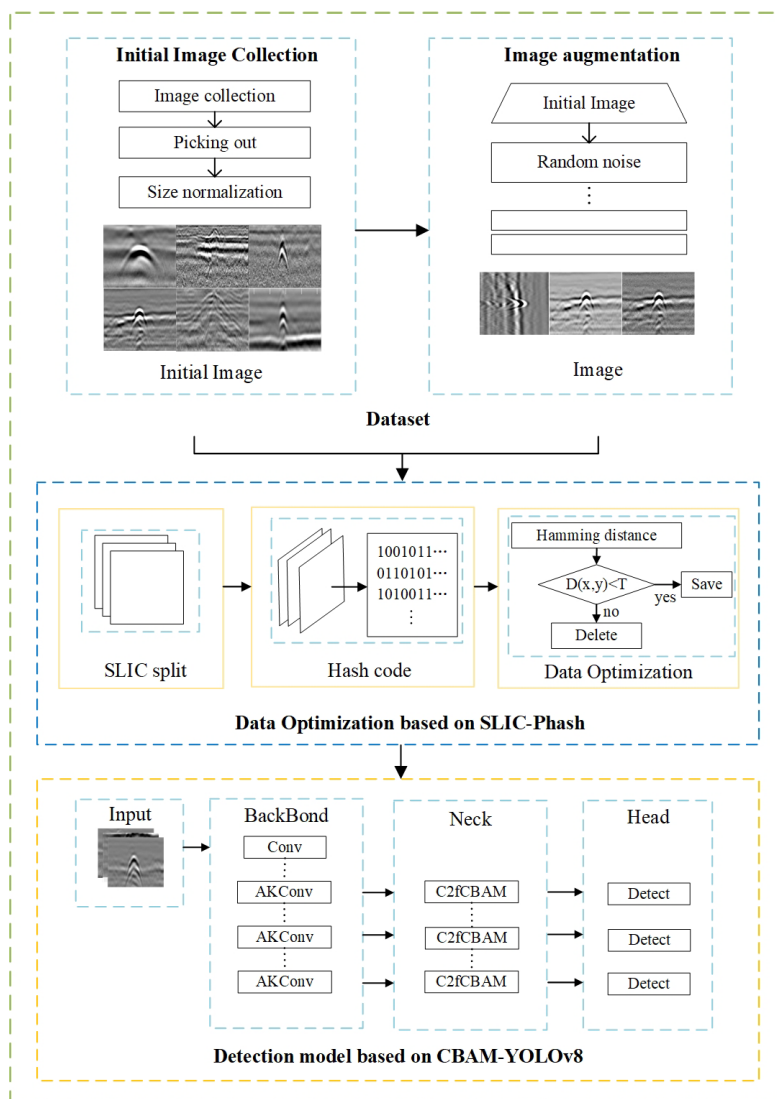 Initial Image Collection
Image collection
Picking out
Size normalization
Initial Image
Image augmentation
Initial Image
Random noise
⋮
Image
Dataset
SLIC split
1001011⋯
0110101⋯
1010011⋯
⋮
Hash code
Hamming distance
D(x,y)<T
yes
Save
no
Delete
Data Optimization
Data Optimization based on SLIC-Phash
Input
BackBond
Conv
AKConv
AKConv
AKConv
Neck
C2fCBAM
C2fCBAM
C2fCBAM
Head
Detect
Detect
Detect
Detection model based on CBAM-YOLOv8